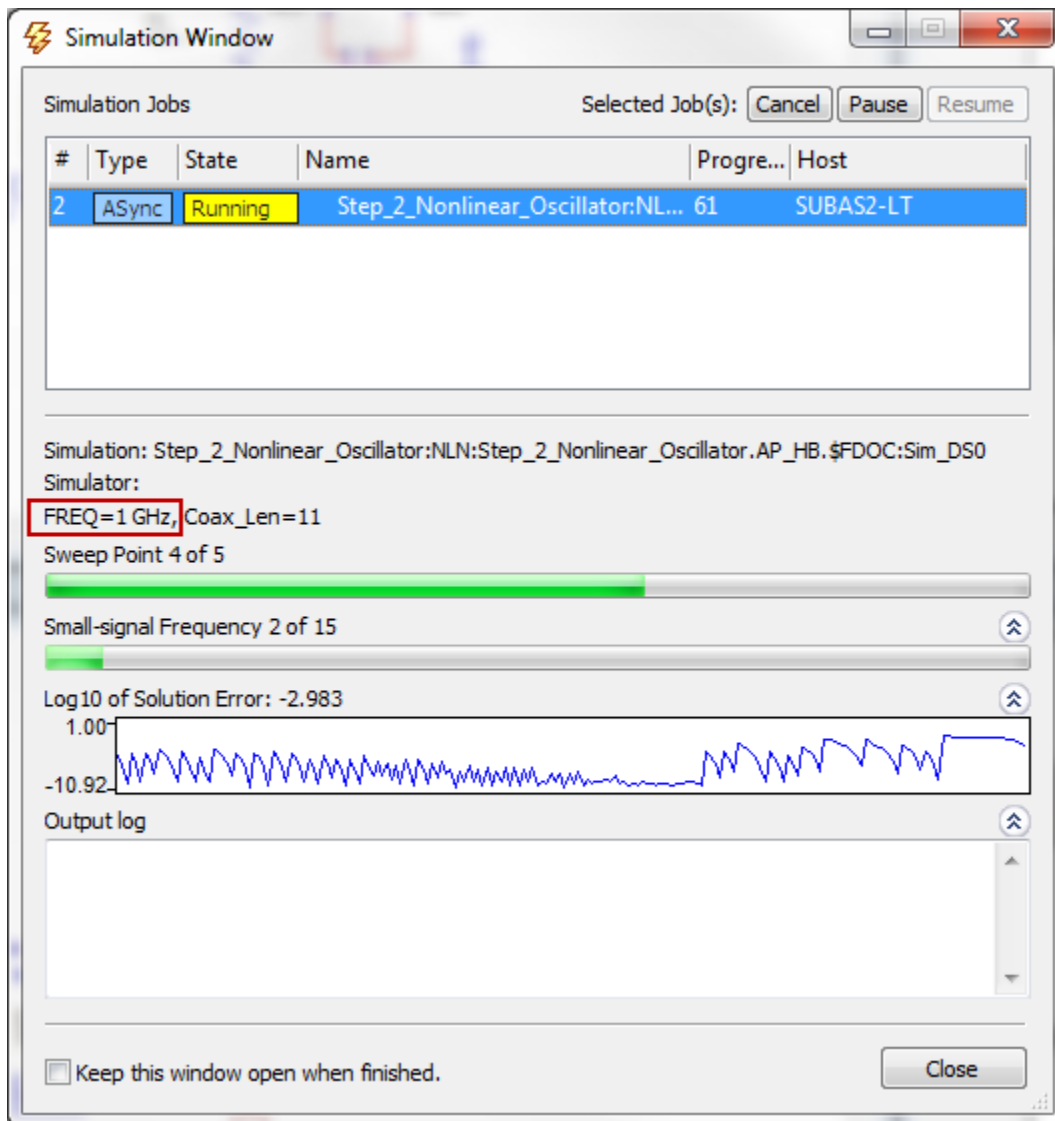 Simulation Window
Simulation Jobs Selected Job(s): Cancel Pause Resume
# Type State Name Progre... Host
2 ASync Running Step_2_Nonlinear_Oscillator:NL... 61 SUBAS2-LT
Simulation: Step_2_Nonlinear_Oscillator:NLN:Step_2_Nonlinear_Oscillator.AP_HB.$FDOC:Sim_DS0
Simulator:
FREQ=1 GHz, Coax_Len=11
Sweep Point 4 of 5
Small-signal Frequency 2 of 15
Log10 of Solution Error: -2.983
1.00
-10.92
Output log
Keep this window open when finished. Close